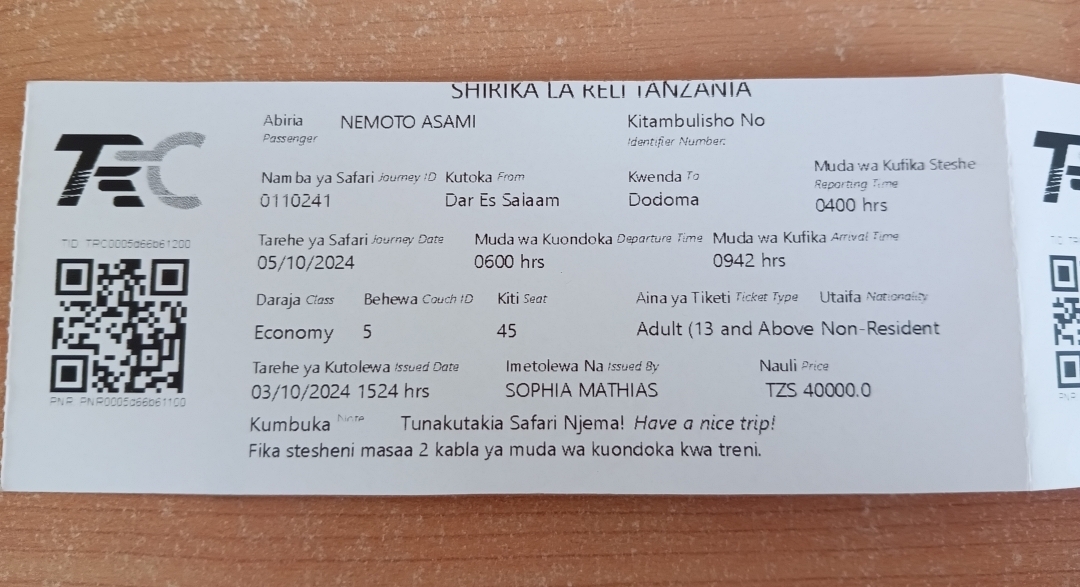 SHIRIKA LA RELI TANZANIA
Abiria NEMOTO ASAMI Kitambulisho No
Passenger Identifier Number:
TRC
Namba ya Safari Journey ID Kutoka From Kwenda To Muda wa Kufika Steshe
Reporting Time
0110241 Dar Es Salaam Dodoma 0400 hrs
TID TRC0005d66b61200
Tarehe ya Safari Journey Date Muda wa Kuondoka Departure Time Muda wa Kufika Arrival Time
05/10/2024 0600 hrs 0942 hrs
Daraja Class Behewa Couch ID Kiti Seat Aina ya Tiketi Ticket Type Utaifa Nationality
Economy 5 45 Adult (13 and Above Non-Resident
Tarehe ya Kutolewa Issued Date Imetolewa Na Issued By Nauli Price
03/10/2024 1524 hrs SOPHIA MATHIAS TZS 40000.0
PNR PNR0005d66b61100
Kumbuka Note Tunakutakia Safari Njema! Have a nice trip!
Fika stesheni masaa 2 kabla ya muda wa kuondoka kwa treni.